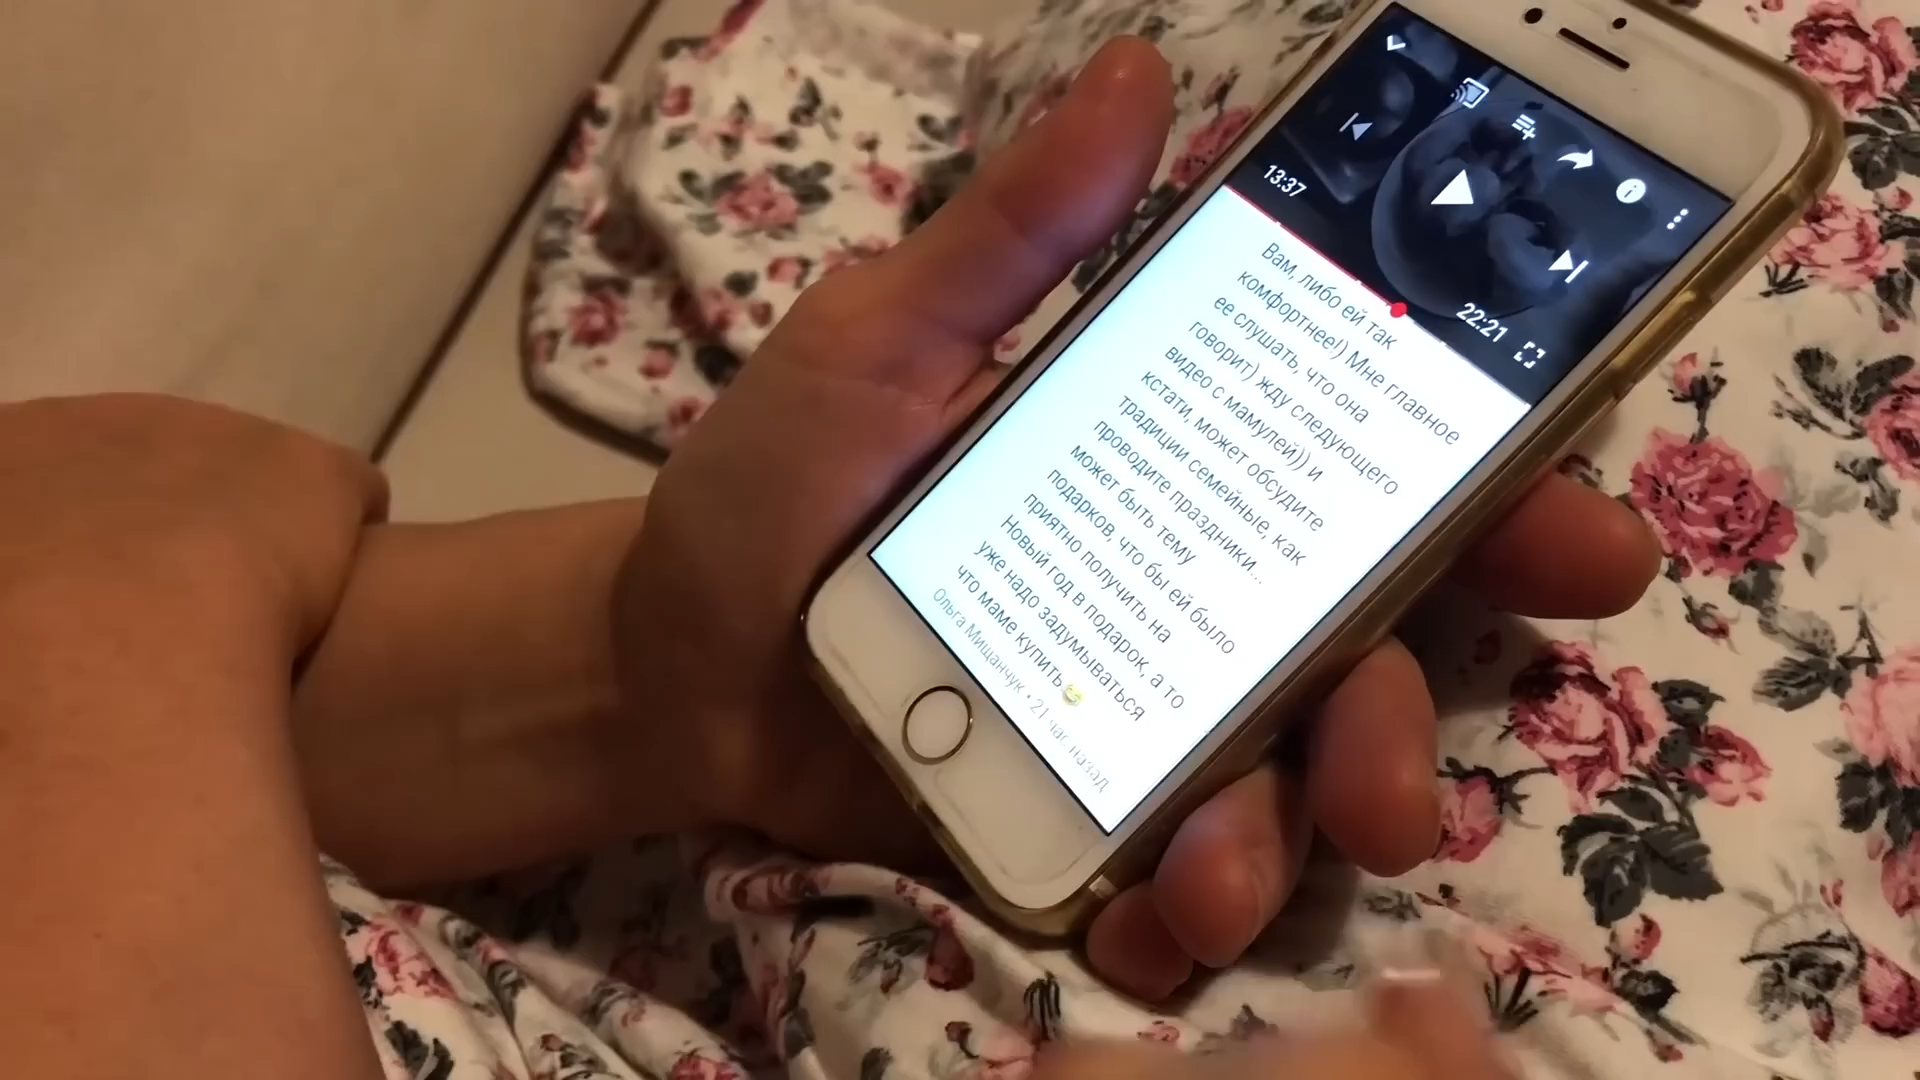 13:37
22:21
Вам, либо ей так
комфортнее!) Мне главное
ее слушать, что она
говорит) жду следующего
видео с мамулей)) и
кстати, может обсудите
традиции семейные, как
проводите праздники...
может быть тему
подарков, что бы ей было
приятно получить на
Новый год в подарок, а то
уже надо задумываться
что маме купить😅
Ольга Мищанчук • 21 час назад